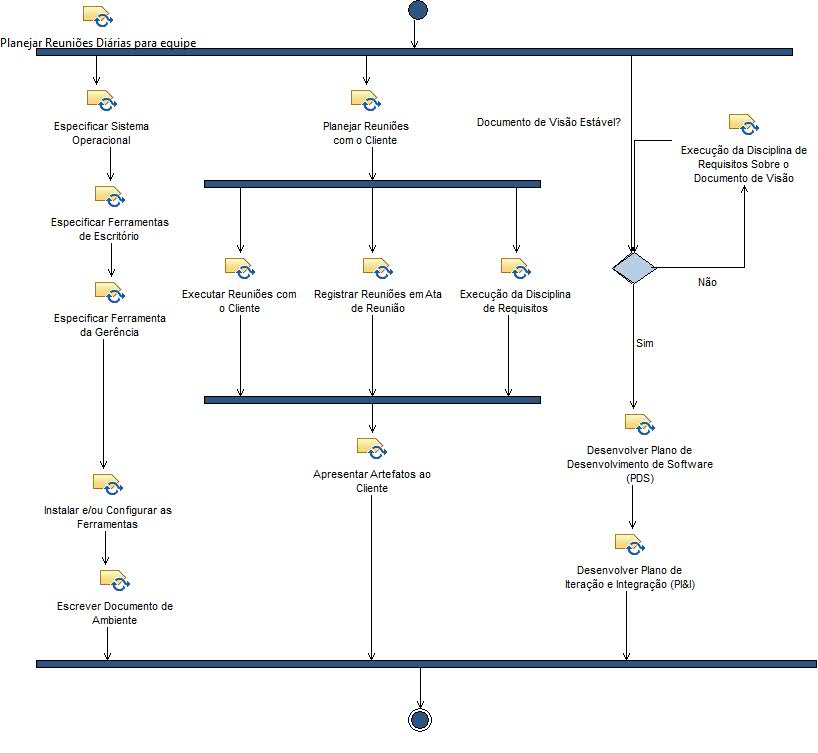 Planejar Reuniões Diárias para equipe
Especificar Sistema
Operacional
Planejar Reuniões
com o Cliente
Documento de Visão Estável?
Execução da Disciplina de
Requisitos Sobre o
Documento de Visão
Especificar Ferramentas
de Escritório
Executar Reuniões com
o Cliente
Registrar Reuniões em Ata
de Reunião
Execução da Disciplina
de Requisitos
Não
Especificar Ferramenta
da Gerência
Sim
Desenvolver Plano de
Desenvolvimento de Software
(PDS)
Apresentar Artefatos ao
Cliente
Instalar e/ou Configurar as
Ferramentas
Desenvolver Plano de
Iteração e Integração (PI&I)
Escrever Documento de
Ambiente